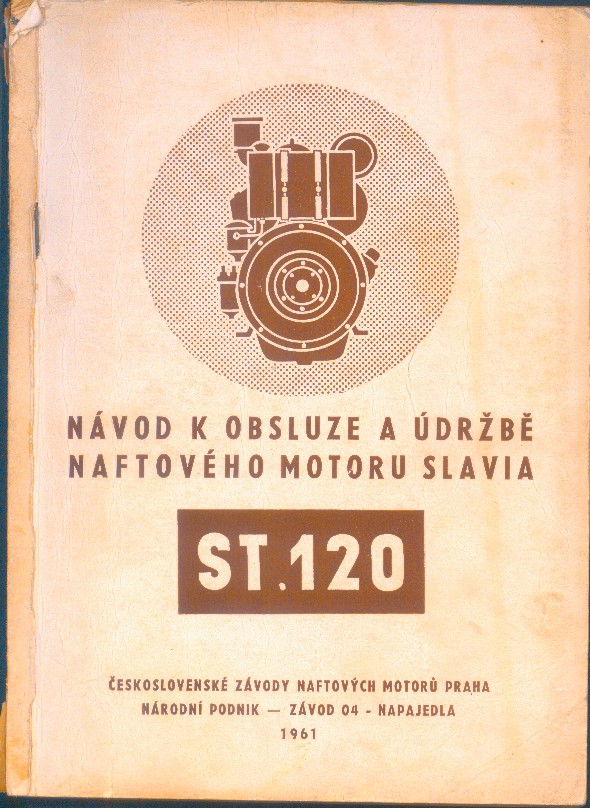 NÁVOD K OBSLUZE A ÚDRŽBĚ
NAFTOVÉHO MOTORU SLAVIA
ST.120
ČESKOSLOVENSKÉ ZÁVODY NAFTOVÝCH MOTORŮ PRAHA
NÁRODNÍ PODNIK — ZÁVOD 04 - NAPAJEDLA
1961